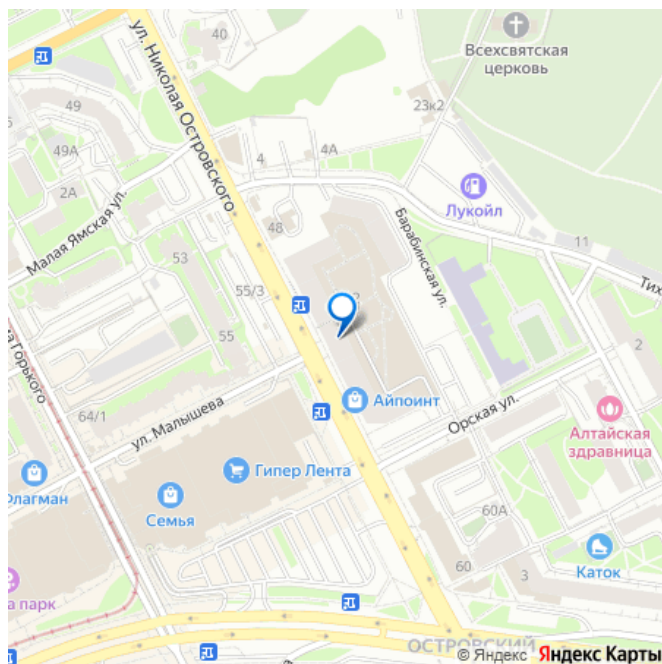 40
Всехсвятская
церковь
ул. Николая Островского
49
23к2
49А
4А
4
2А
Лукойл
Малая Ямская ул.
48
Барабинская ул.
11
53
Тих
55/3
55
2
Горького
64/1
ул. Малышева
Айпоинт
Орская ул.
Алтайская
здравница
Гипер Лента
Флагман
Семья
60А
60
3
Каток
а парк
ОСТРОВСКИЙ
© Яндекс Яндекс Карты